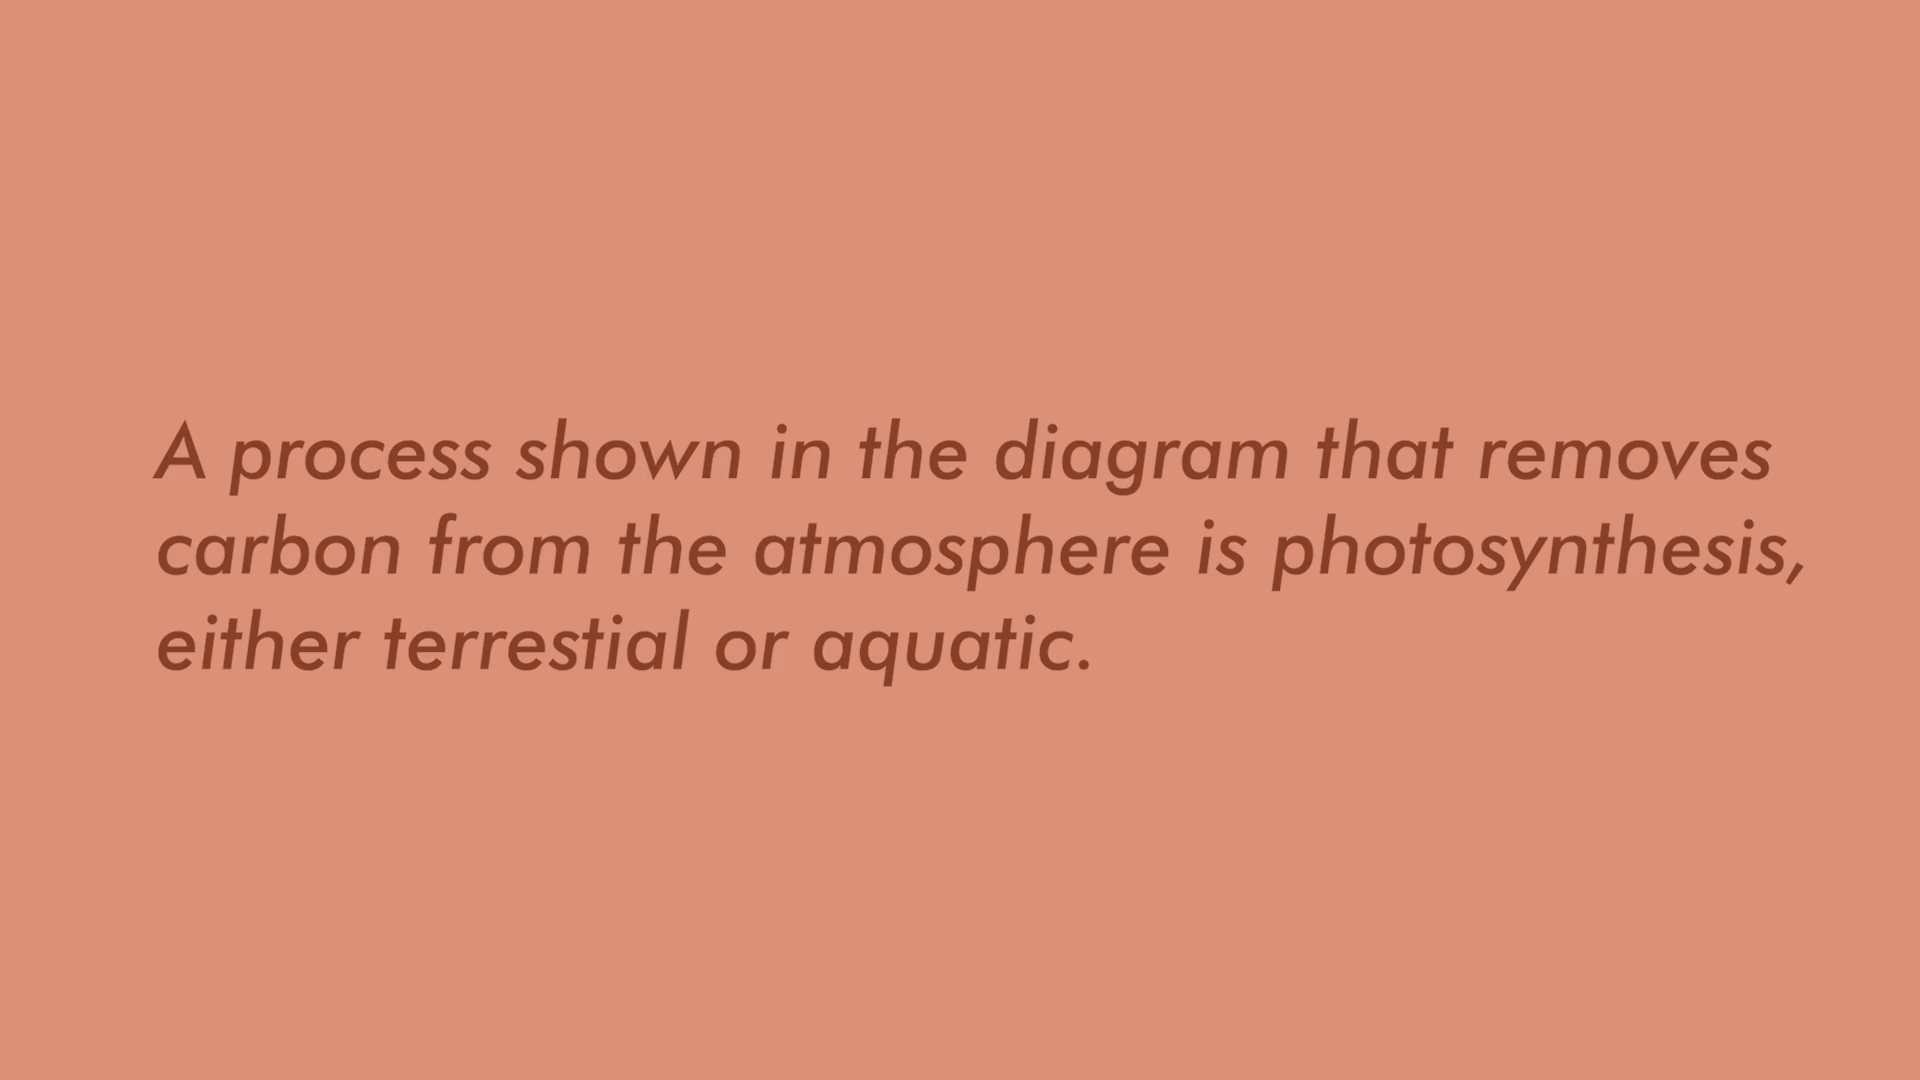 A process shown in the diagram that removes
carbon from the atmosphere is photosynthesis,
either terrestial or aquatic.